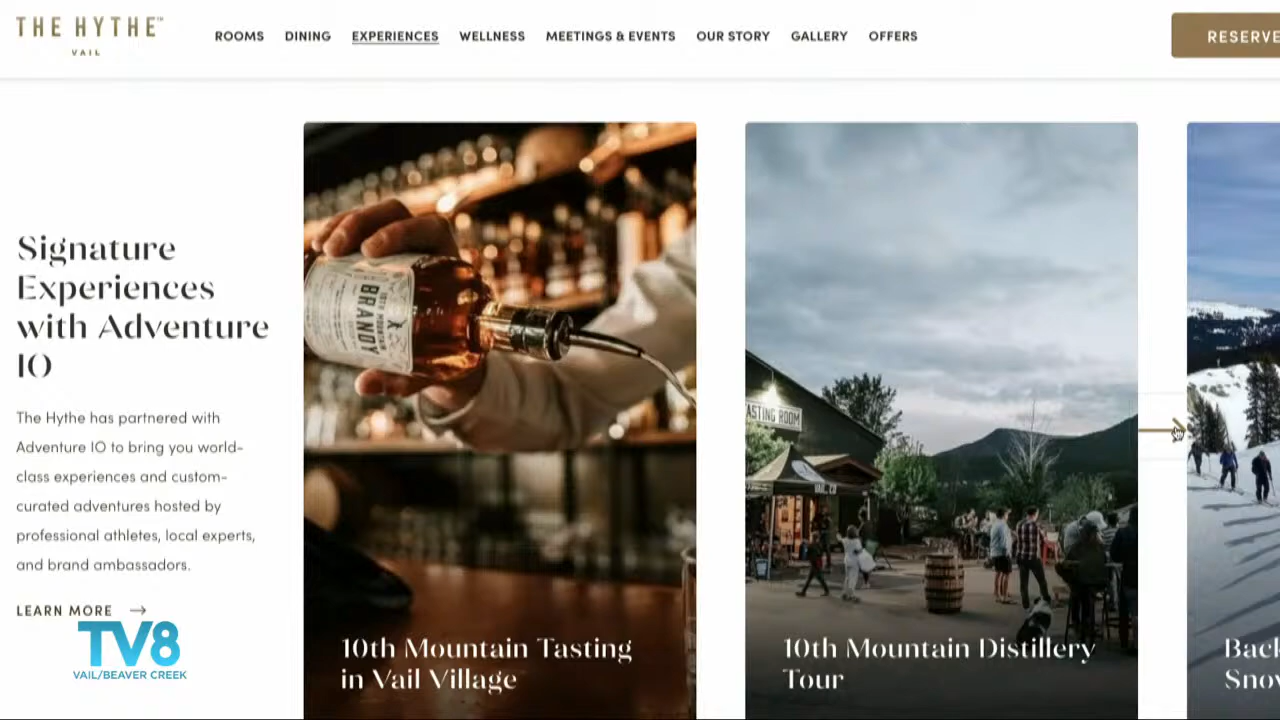 THE HYTHE™
VAIL
ROOMS DINING EXPERIENCES WELLNESS MEETINGS & EVENTS OUR STORY GALLERY OFFERS
RESERVE
Signature
Experiences
with Adventure
IO
The Hythe has partnered with
Adventure IO to bring you world-
class experiences and custom-
curated adventures hosted by
professional athletes, local experts,
and brand ambassadors.
LEARN MORE →
TV8
VAIL/BEAVER CREEK
10TH MOUNTAIN
BRANDY
10th Mountain Tasting
in Vail Village
TASTING ROOM
10th Mountain Distillery
Tour
Back
Snow